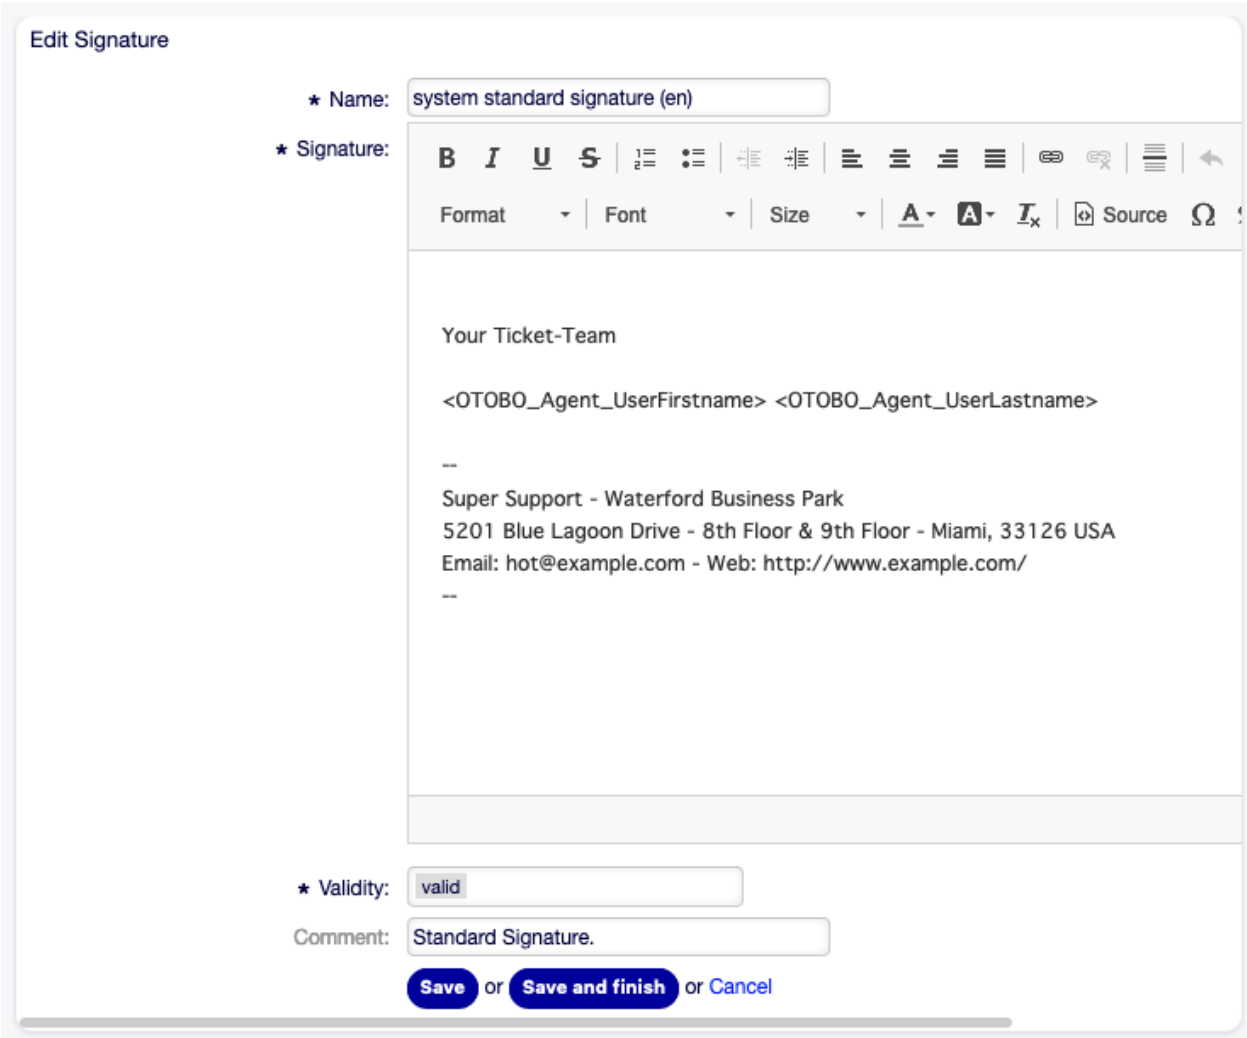 Edit Signature
★ Name: system standard signature (en)
★ Signature:
B I U S
Format Font Size A A Tx Source Ω
Your Ticket-Team
<OTOBO_Agent_UserFirstname> <OTOBO_Agent_UserLastname>
--
Super Support - Waterford Business Park
5201 Blue Lagoon Drive - 8th Floor & 9th Floor - Miami, 33126 USA
Email: hot@example.com - Web: http://www.example.com/
--
★ Validity: valid
Comment: Standard Signature.
Save or Save and finish or Cancel